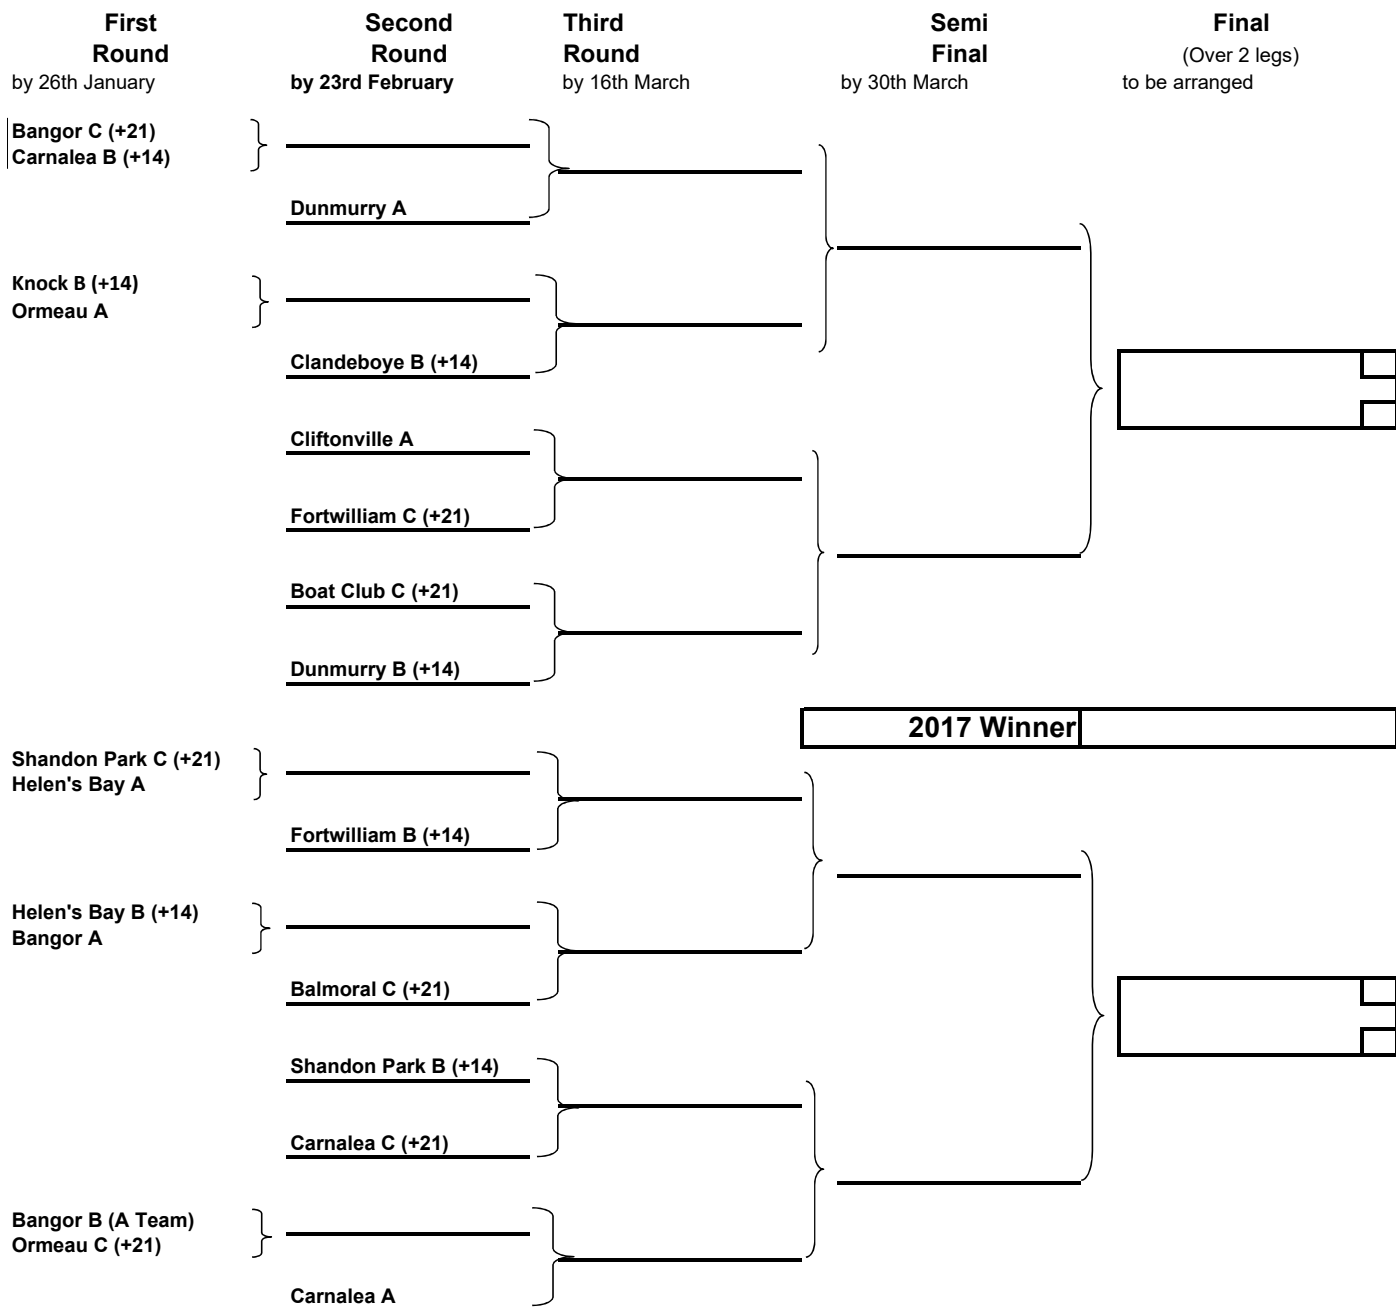 First Round
by 26th January
Second Round
by 23rd February
Third Round
by 16th March
Semi Final
by 30th March
Final
(Over 2 legs)
to be arranged
Bangor C (+21)
Carnalea B (+14)
Dunmurry A
Knock B (+14)
Ormeau A
Clandeboye B (+14)
Cliftonville A
Fortwilliam C (+21)
Boat Club C (+21)
Dunmurry B (+14)
2017 Winner
Shandon Park C (+21)
Helen's Bay A
Fortwilliam B (+14)
Helen's Bay B (+14)
Bangor A
Balmoral C (+21)
Shandon Park B (+14)
Carnalea C (+21)
Bangor B (A Team)
Ormeau C (+21)
Carnalea A